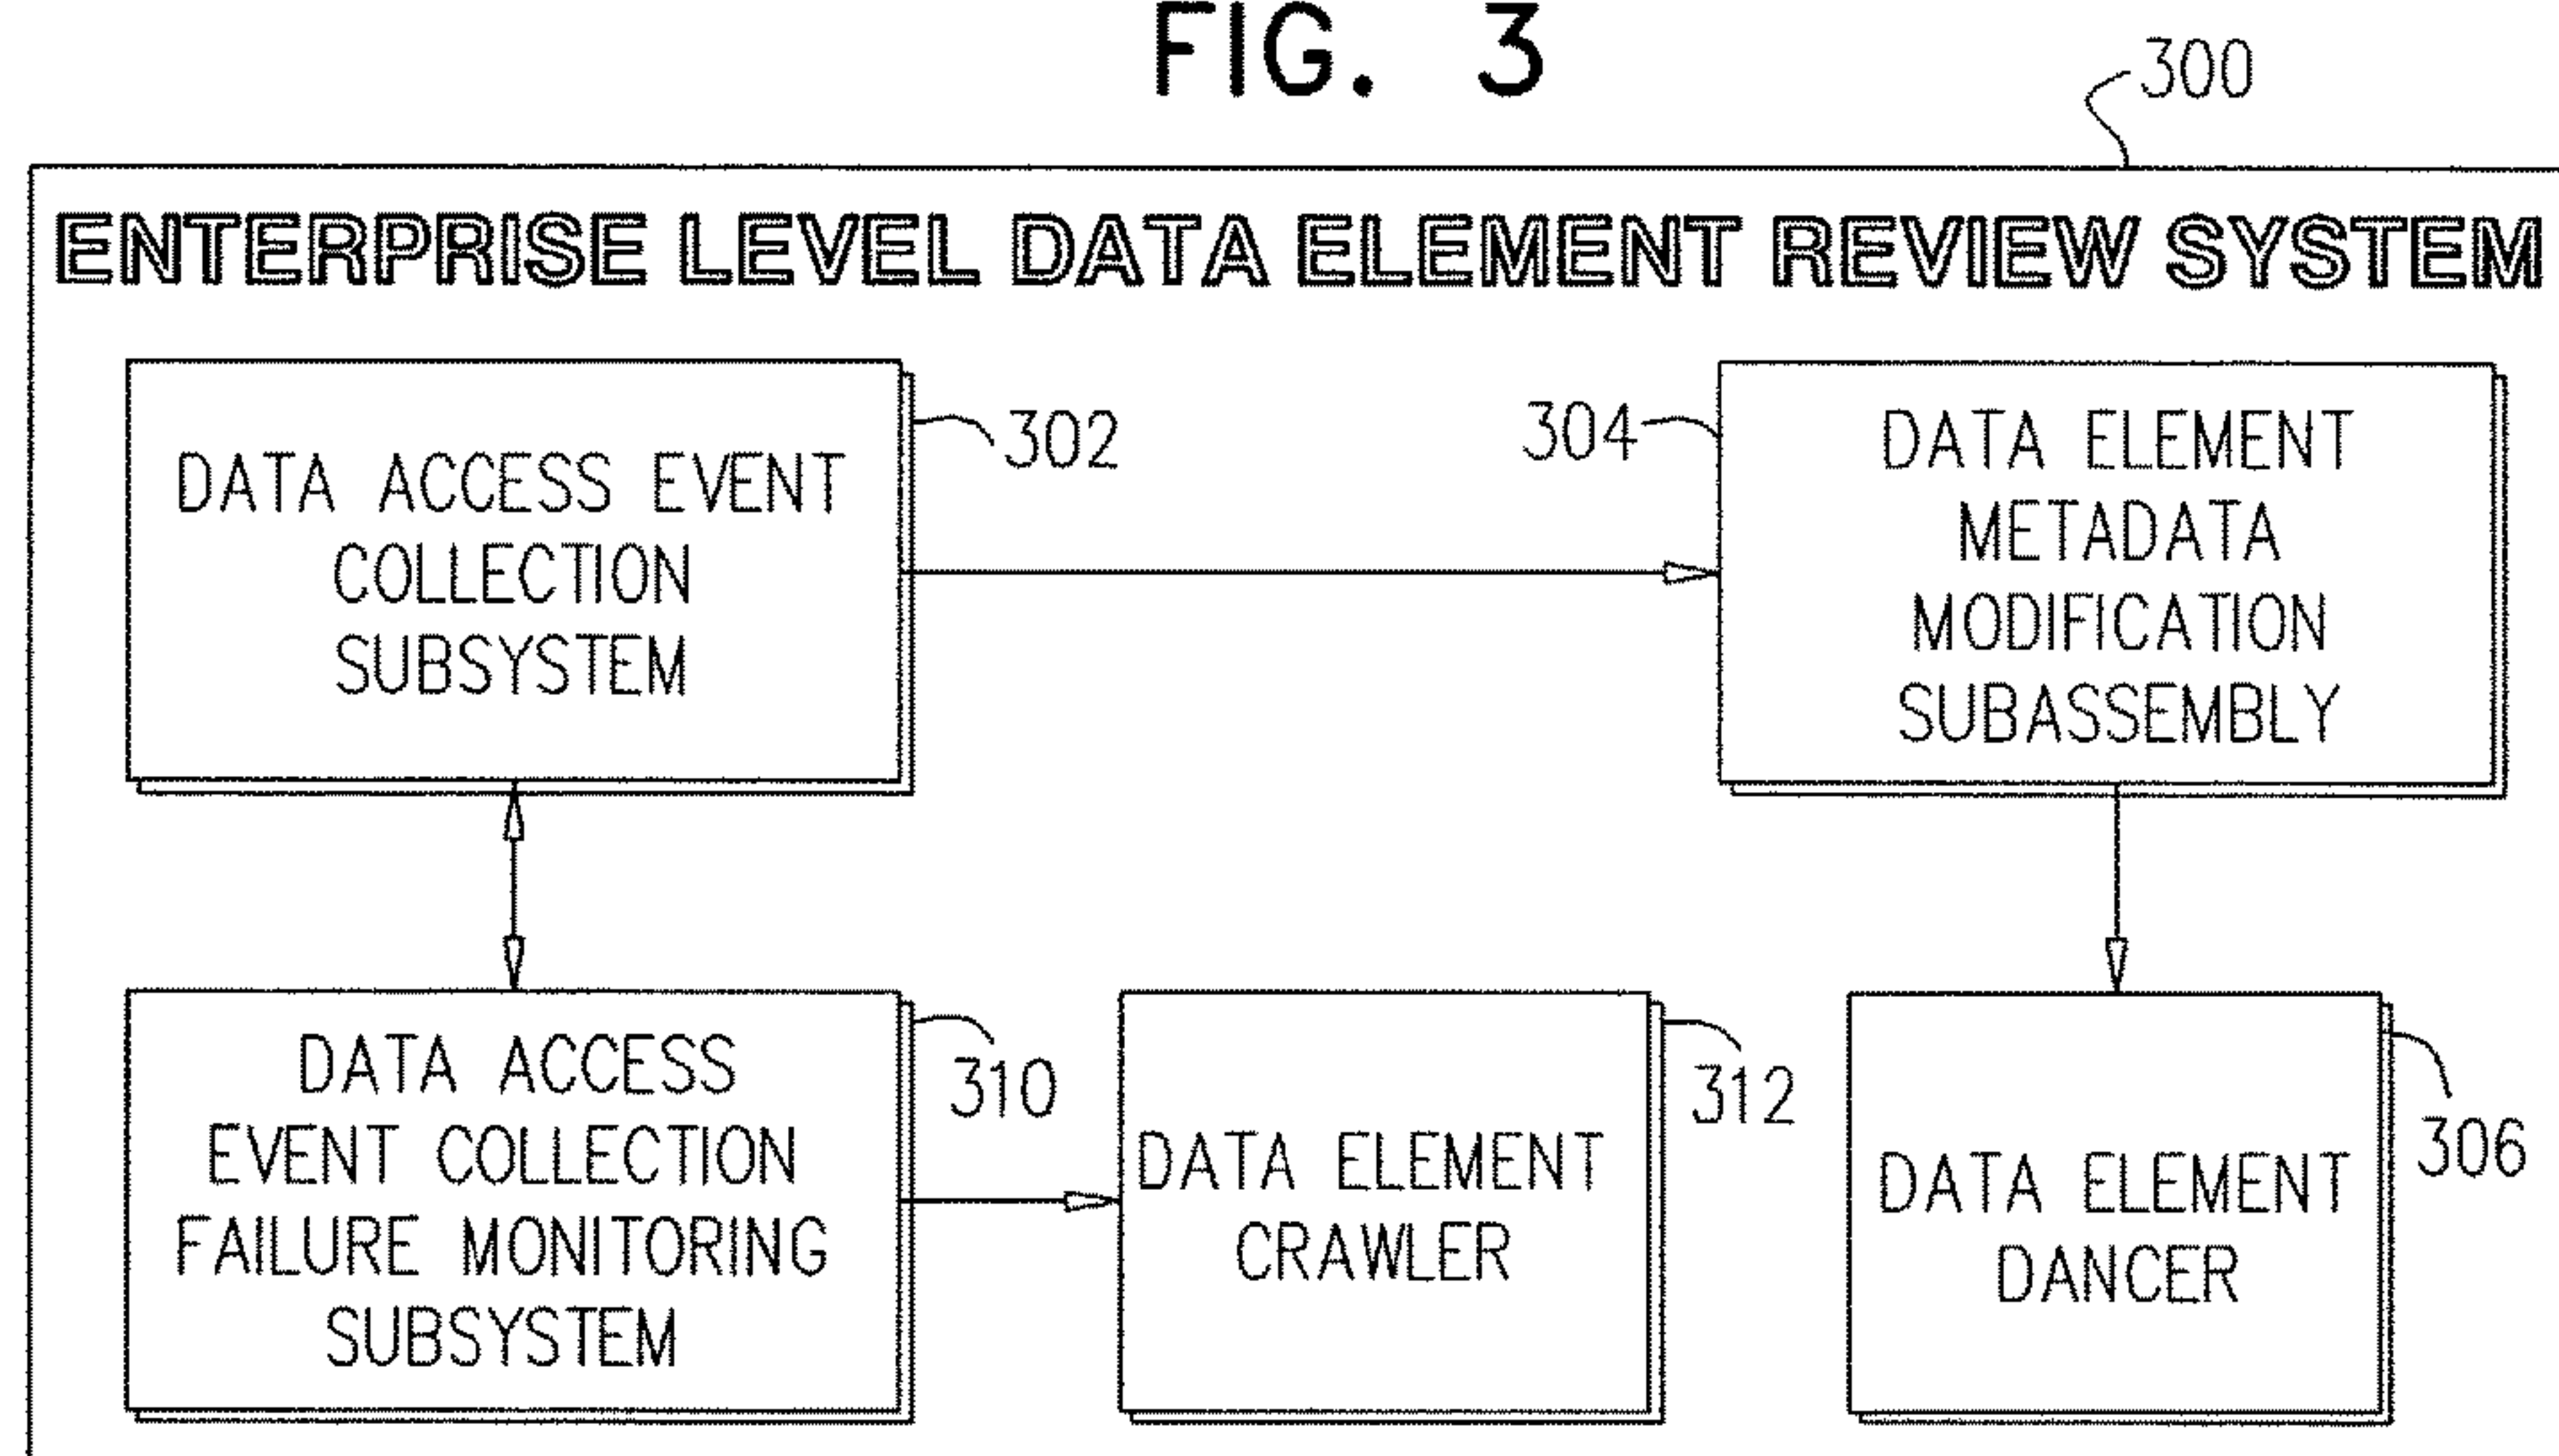 FIG. 3
300
ENTERPRISE LEVEL DATA ELEMENT REVIEW SYSTEM
DATA ACCESS EVENT
COLLECTION
SUBSYSTEM
302
304
DATA ELEMENT
METADATA
MODIFICATION
SUBASSEMBLY
DATA ACCESS
EVENT COLLECTION
FAILURE MONITORING
SUBSYSTEM
310
DATA ELEMENT
CRAWLER
312
DATA ELEMENT
DANCER
306